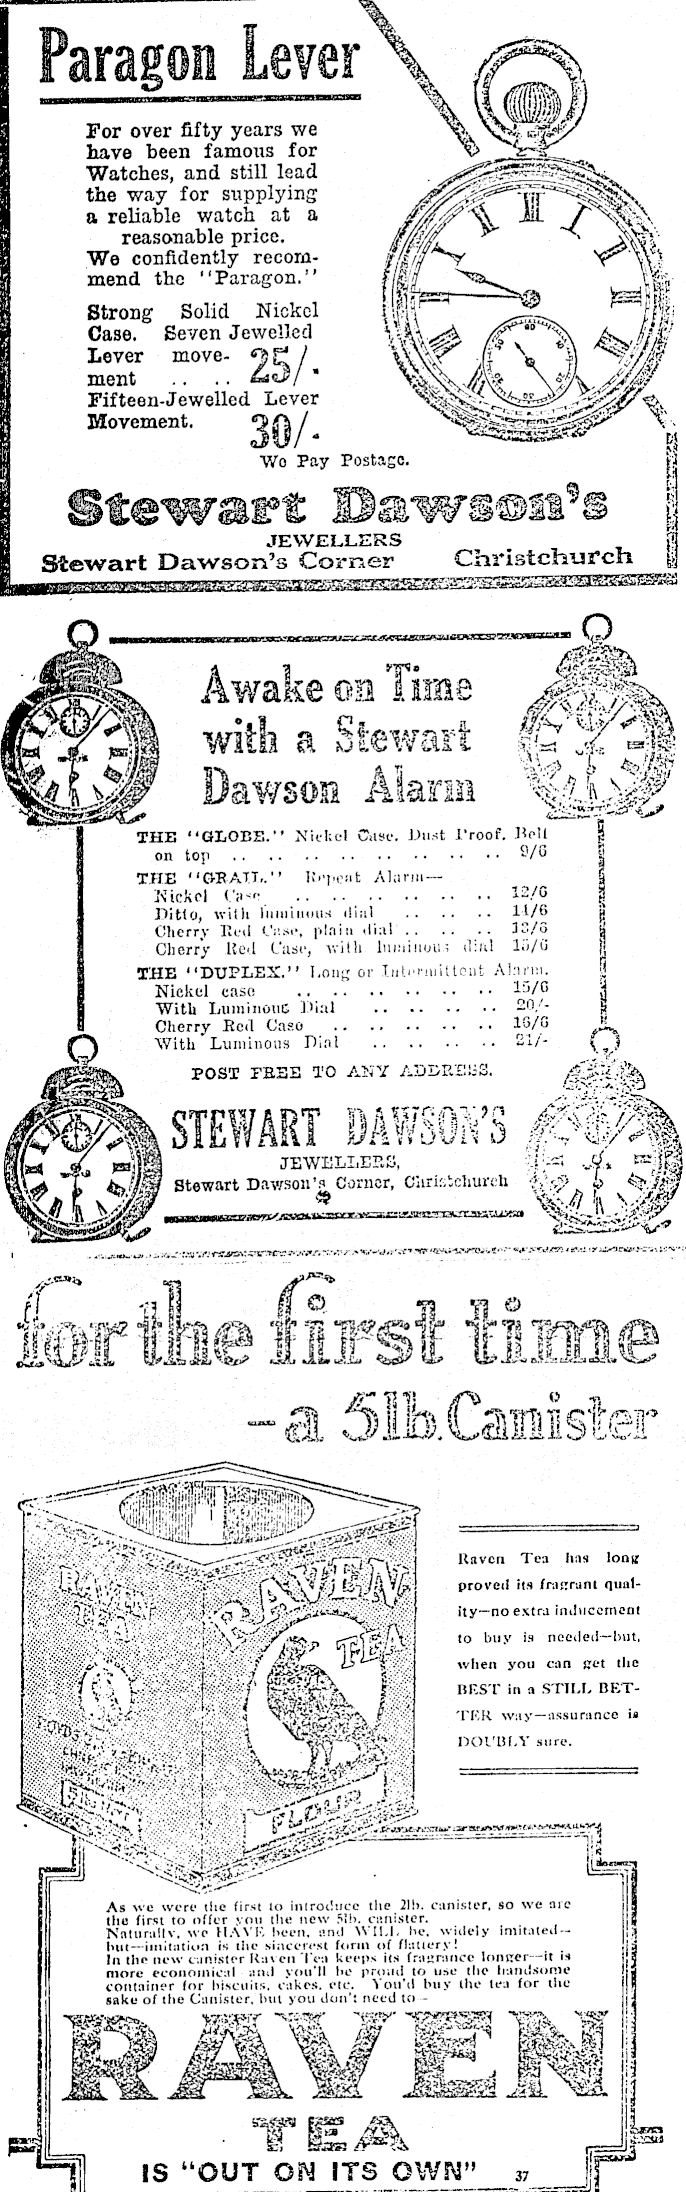 Paragon Lever
For over fifty years we
have been famous for
Watches, and still lead
the way for supplying
a reliable watch at a
reasonable price.
We confidently recom-
mend the "Paragon."
Strong Solid Nickel
Case. Seven Jewelled
Lever move-
ment .. .. 25/-
Fifteen-Jewelled Lever
Movement.
30/-
We Pay Postage.
Stewart Dawson's
JEWELLERS
Stewart Dawson's Corner Christchurch
Awake on Time
with a Stewart
Dawson Alarm
THE "GLOBE." Nickel Case. Dust Proof. Bell
on top .. .. .. .. .. .. .. .. .. 9/6
THE "GRAIL." Repeat Alarm—
Nickel Case .. .. .. .. .. .. .. 12/6
Ditto, with luminous dial .. .. .. 14/6
Cherry Red Case, plain dial .. .. .. 13/6
Cherry Red Case, with luminous dial 15/6
THE "DUPLEX." Long or Intermittent Alarm.
Nickel case .. .. .. .. .. .. .. 15/6
With Luminous Dial .. .. .. .. 20/-
Cherry Red Case .. .. .. .. .. 16/6
With Luminous Dial .. .. .. .. 21/-
POST FREE TO ANY ADDRESS.
STEWART DAWSON'S
JEWELLERS,
Stewart Dawson's Corner, Christchurch
for the first time
—a 5lb. Canister
RAVEN
TEA
RAVEN
TEA
FLOUR
Raven Tea has long
proved its fragrant qual-
ity—no extra inducement
to buy is needed—but,
when you can get the
BEST in a STILL BET-
TER way—assurance is
DOUBLY sure.
As we were the first to introduce the 2lb. canister, so we are
the first to offer you the new 5lb. canister.
Naturally, we HAVE been, and WILL be, widely imitated—
but—imitation is the sincerest form of flattery!
In the new canister Raven Tea keeps its fragrance longer—it is
more economical and you'll be proud to use the handsome
container for biscuits, cakes, etc. You'd buy the tea for the
sake of the Canister, but you don't need to—
RAVEN
TEA
IS "OUT ON ITS OWN" 37